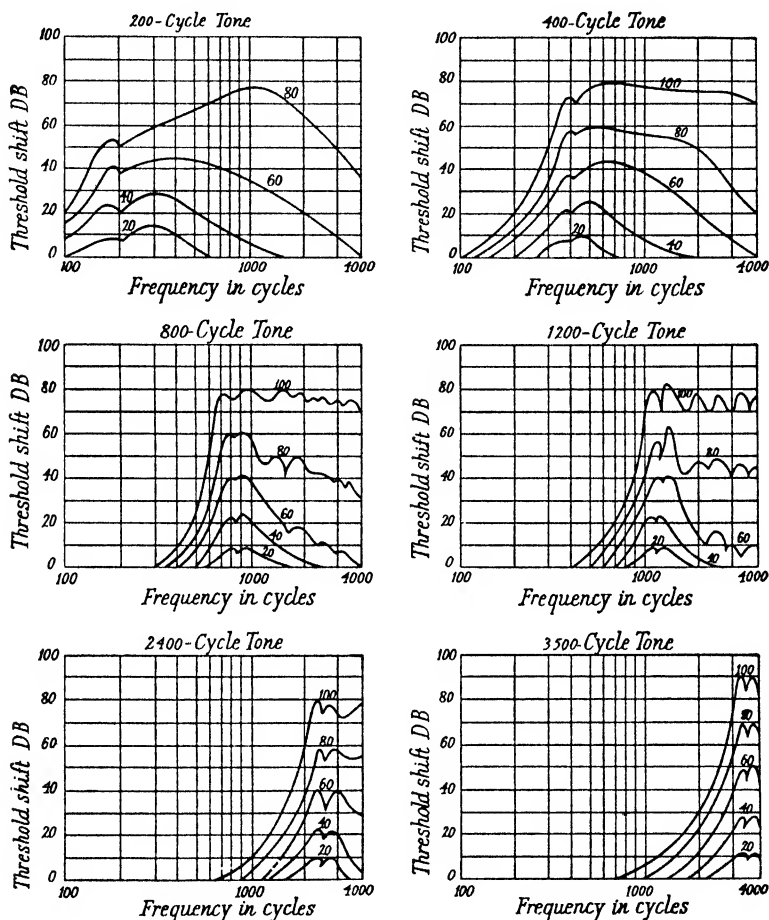 200-Cycle Tone
Threshold shift DB
100
80
60
40
20
0
80
60
40
20
100 1000 4000
Frequency in cycles
400-Cycle Tone
Threshold shift DB
100
80
60
40
20
0
100
80
60
40
20
100 1000 4000
Frequency in cycles
800-Cycle Tone
Threshold shift DB
100
80
60
40
20
0
100
80
60
40
20
100 1000 4000
Frequency in cycles
1200-Cycle Tone
Threshold shift DB
100
80
60
40
20
0
100
80
60
40
20
100 1000 4000
Frequency in cycles
2400-Cycle Tone
Threshold shift DB
100
80
60
40
20
0
100
80
60
40
20
100 1000 4000
Frequency in cycles
3500-Cycle Tone
Threshold shift DB
100
80
60
40
20
0
100
80
60
40
20
100 1000 4000
Frequency in cycles